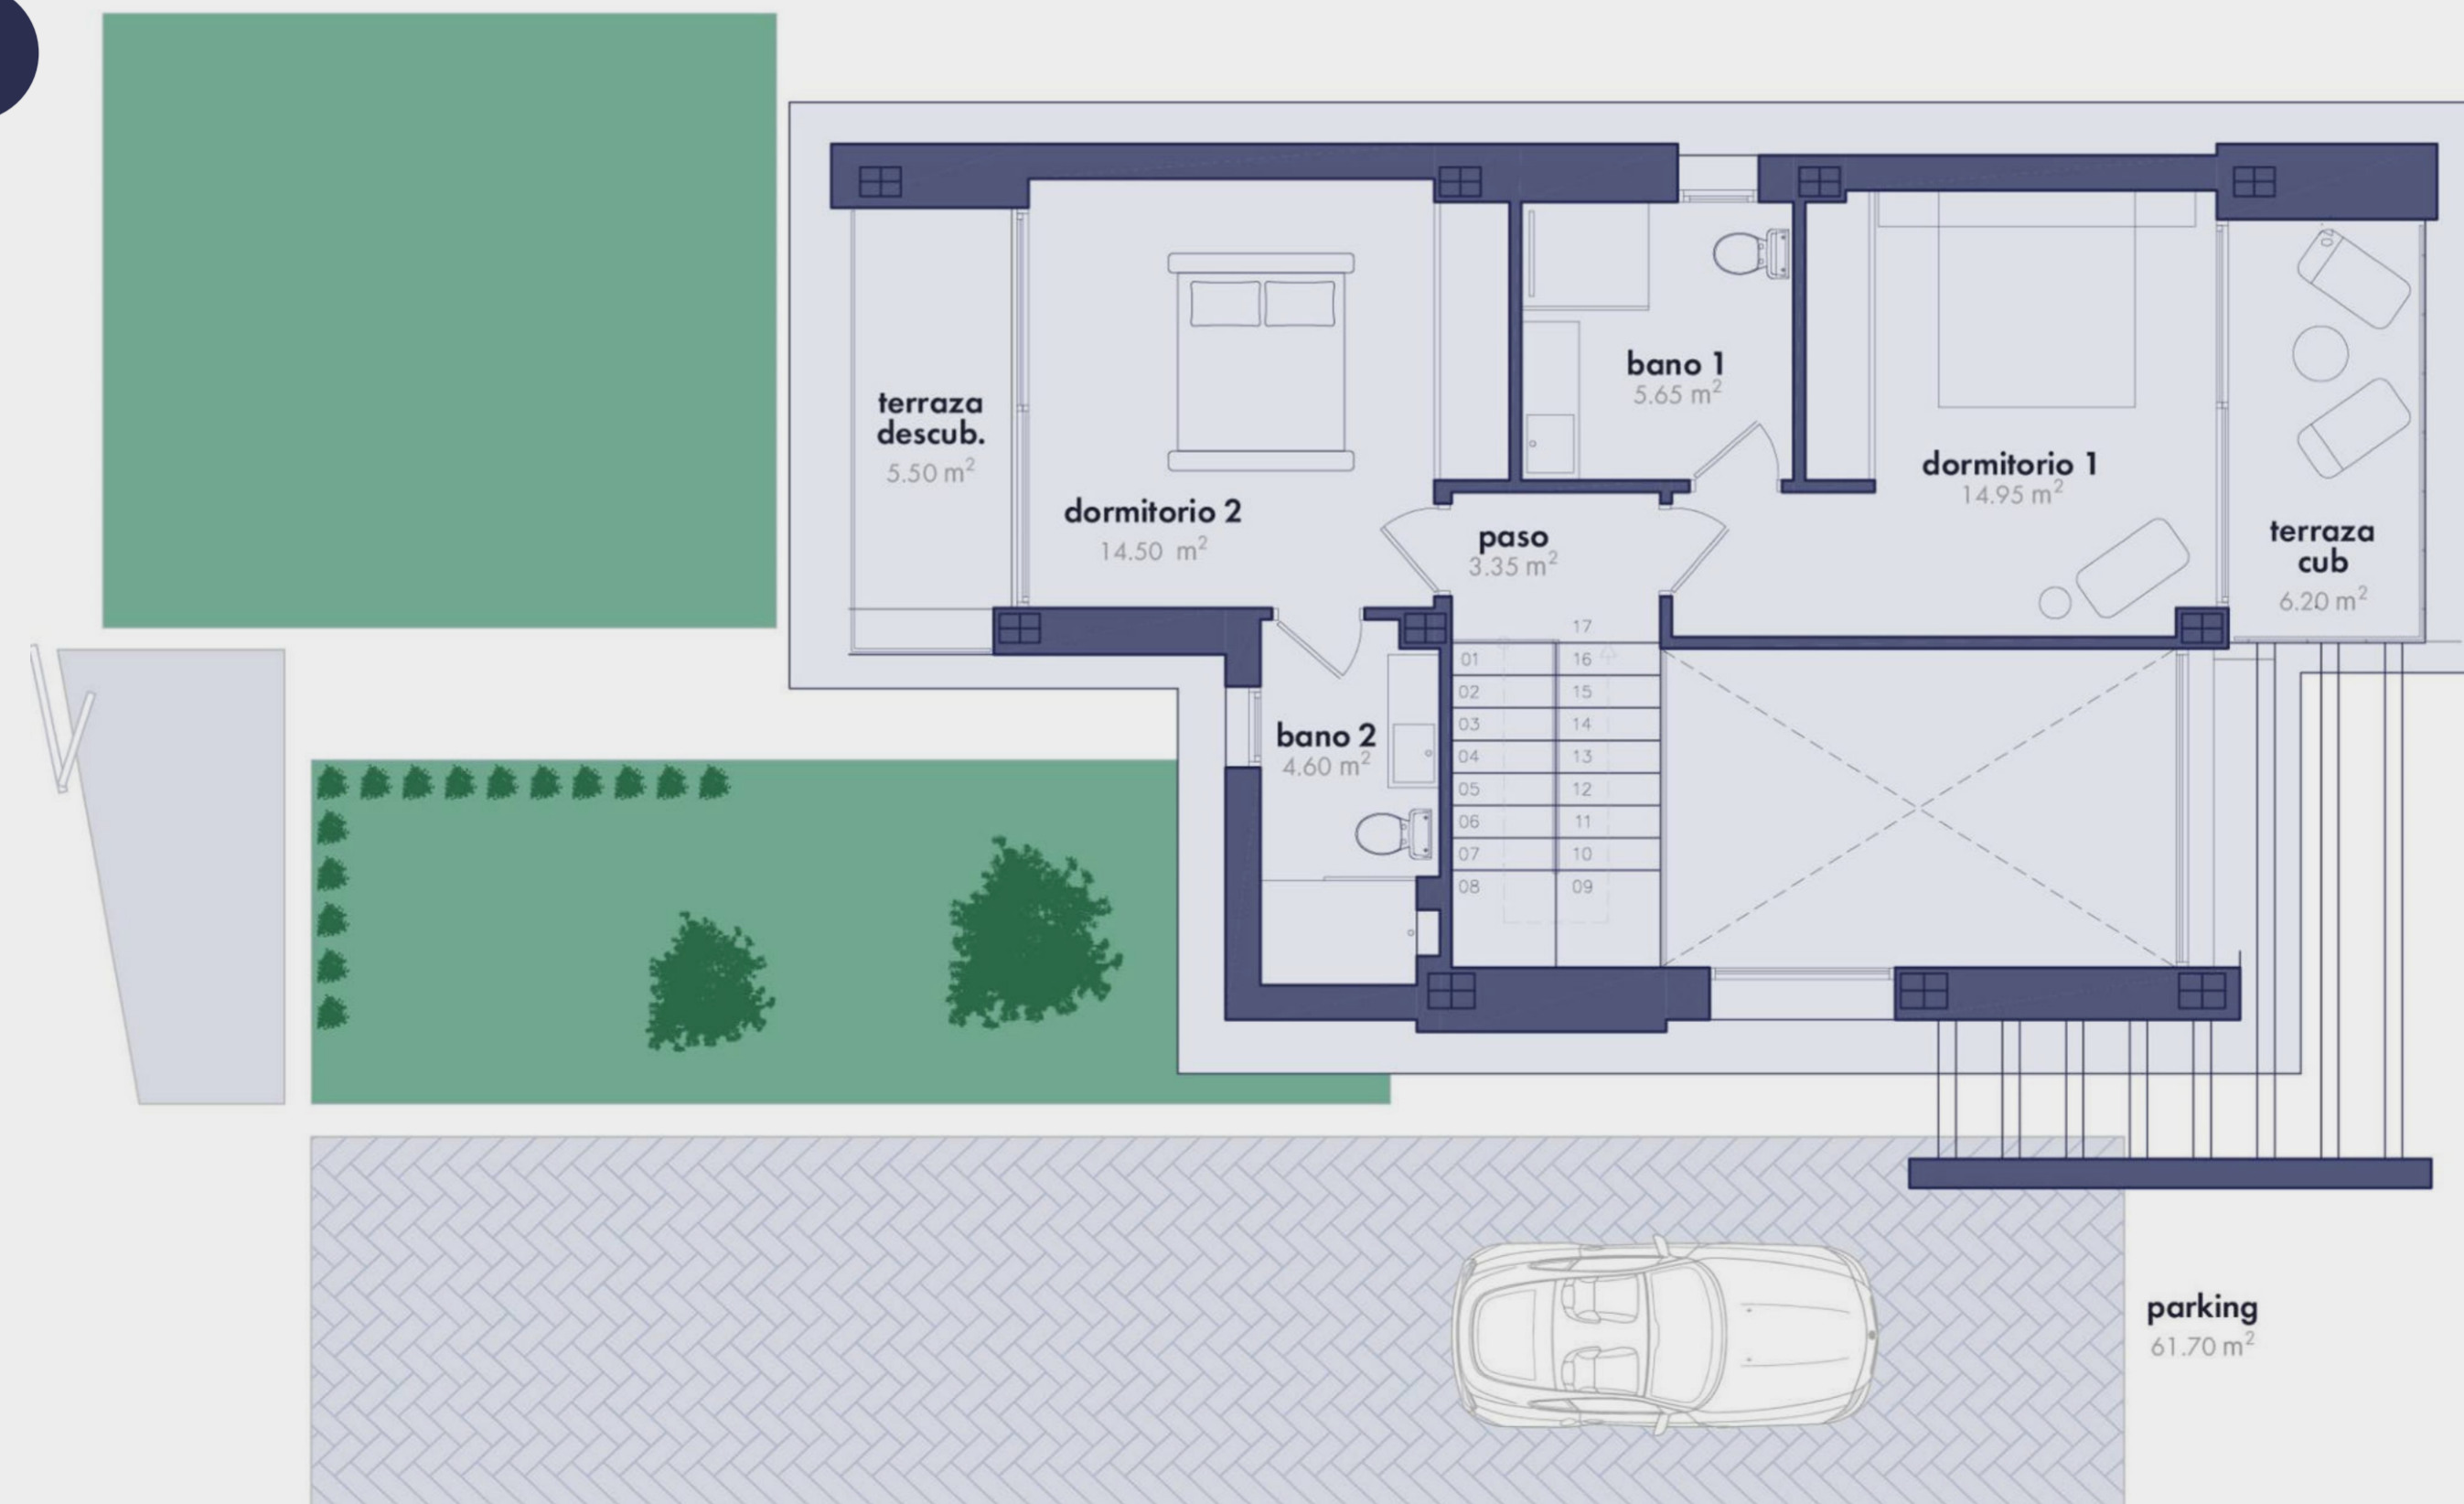 terraza
descub.
5.50 m²
dormitorio 2
14.50 m²
bano 1
5.65 m²
paso
3.35 m²
dormitorio 1
14.95 m²
terraza
cub
6.20 m²
bano 2
4.60 m²
17
01 16
02 15
03 14
04 13
05 12
06 11
07 10
08 09
parking
61.70 m²